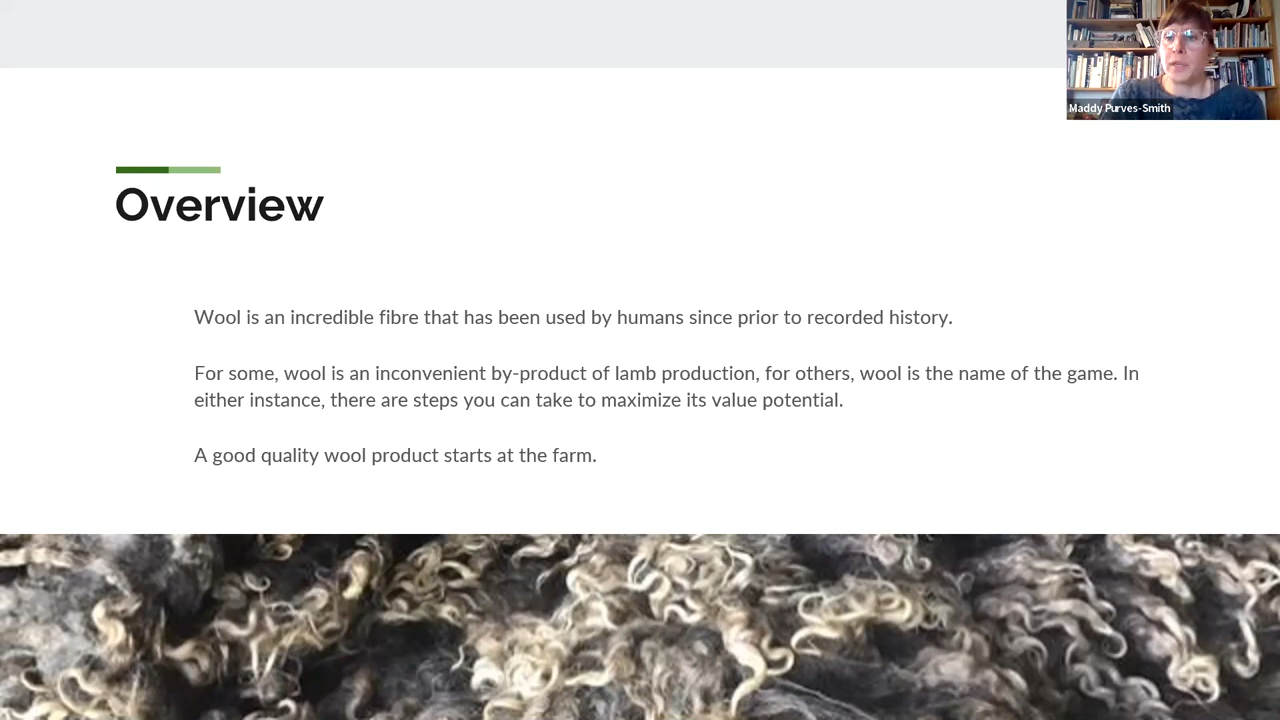 Maddy Purves-Smith
Overview
Wool is an incredible fibre that has been used by humans since prior to recorded history.
For some, wool is an inconvenient by-product of lamb production, for others, wool is the name of the game. In
either instance, there are steps you can take to maximize its value potential.
A good quality wool product starts at the farm.